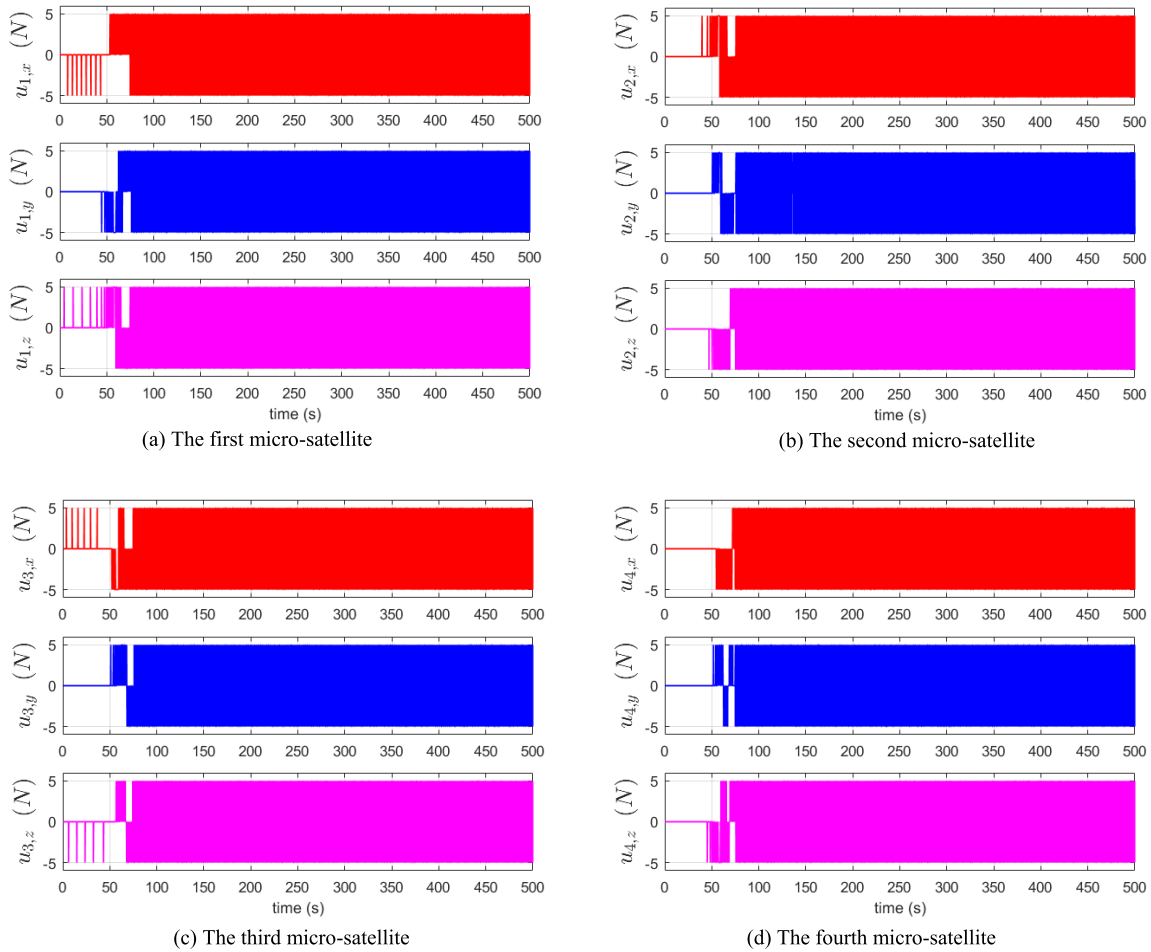 u1,x (N)
5
0
-5
0 50 100 150 200 250 300 350 400 450 500
u1,y (N)
5
0
-5
0 50 100 150 200 250 300 350 400 450 500
u1,z (N)
5
0
-5
0 50 100 150 200 250 300 350 400 450 500
time (s)
(a) The first micro-satellite
u2,x (N)
5
0
-5
0 50 100 150 200 250 300 350 400 450 500
u2,y (N)
5
0
-5
0 50 100 150 200 250 300 350 400 450 500
u2,z (N)
5
0
-5
0 50 100 150 200 250 300 350 400 450 500
time (s)
(b) The second micro-satellite
u3,x (N)
5
0
-5
0 50 100 150 200 250 300 350 400 450 500
u3,y (N)
5
0
-5
0 50 100 150 200 250 300 350 400 450 500
u3,z (N)
5
0
-5
0 50 100 150 200 250 300 350 400 450 500
time (s)
(c) The third micro-satellite
u4,x (N)
5
0
-5
0 50 100 150 200 250 300 350 400 450 500
u4,y (N)
5
0
-5
0 50 100 150 200 250 300 350 400 450 500
u4,z (N)
5
0
-5
0 50 100 150 200 250 300 350 400 450 500
time (s)
(d) The fourth micro-satellite